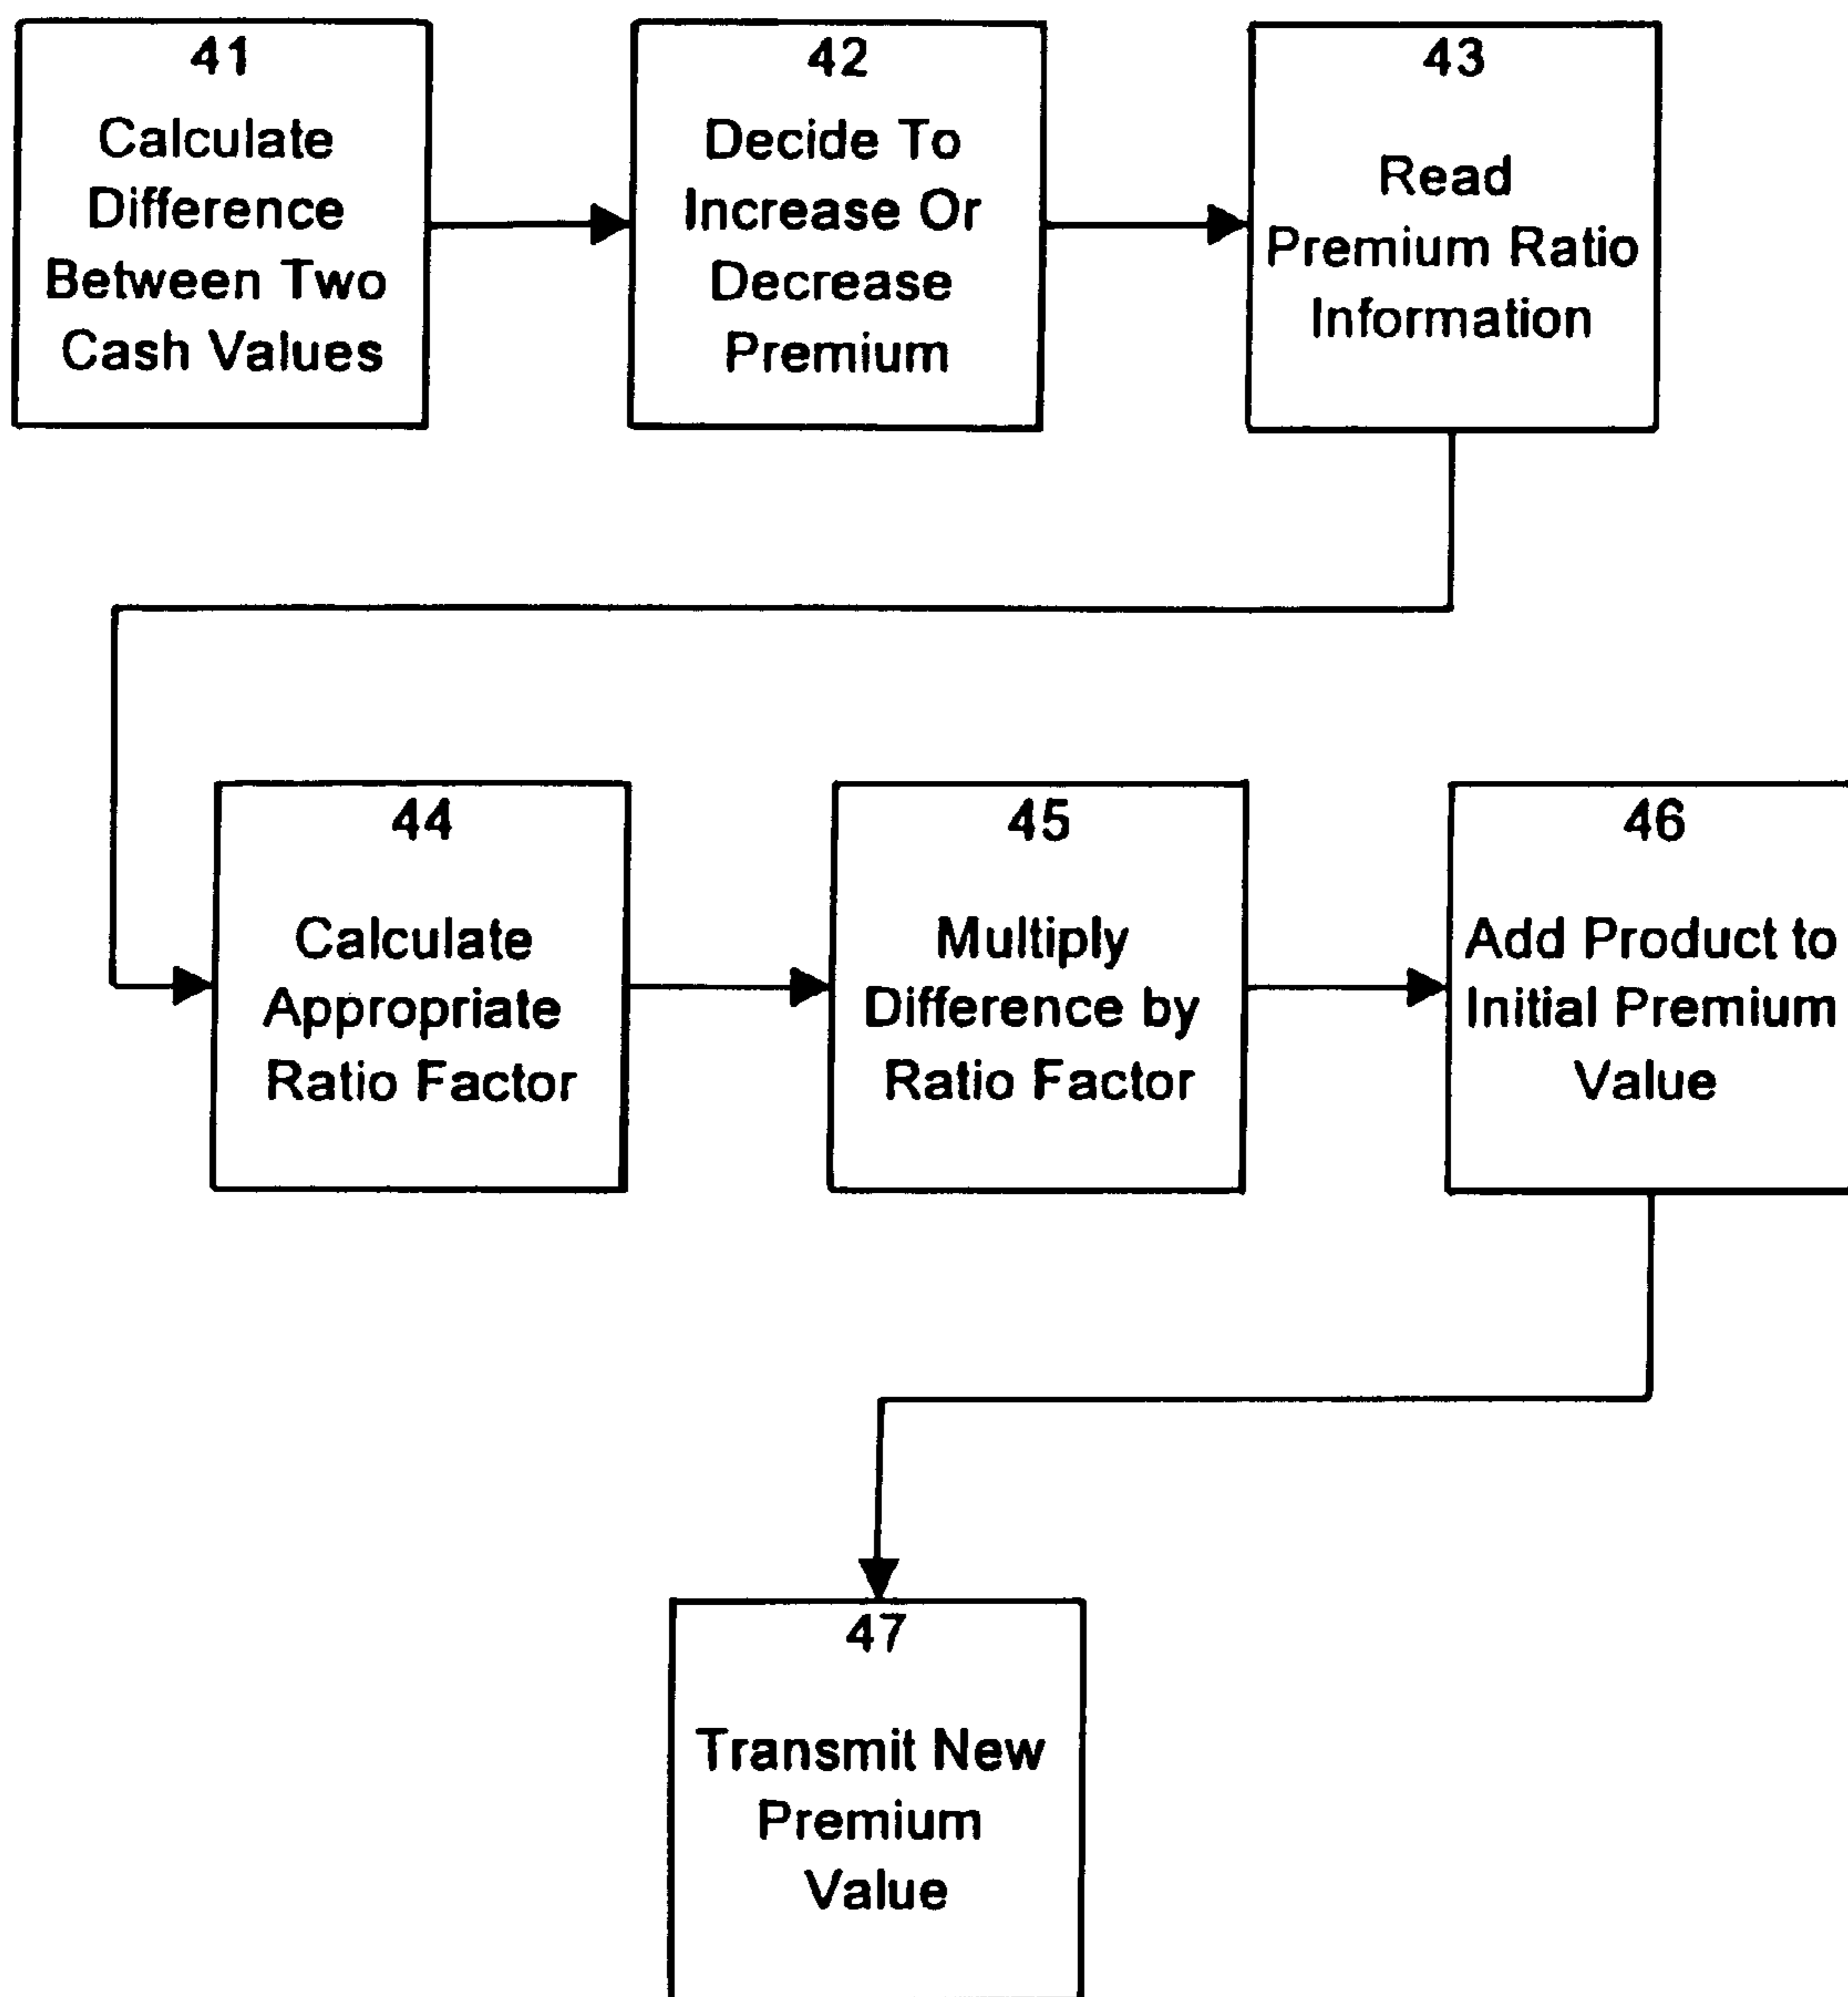 41
Calculate
Difference
Between Two
Cash Values
42
Decide To
Increase Or
Decrease
Premium
43
Read
Premium Ratio
Information
44
Calculate
Appropriate
Ratio Factor
45
Multiply
Difference by
Ratio Factor
46
Add Product to
Initial Premium
Value
47
Transmit New
Premium
Value